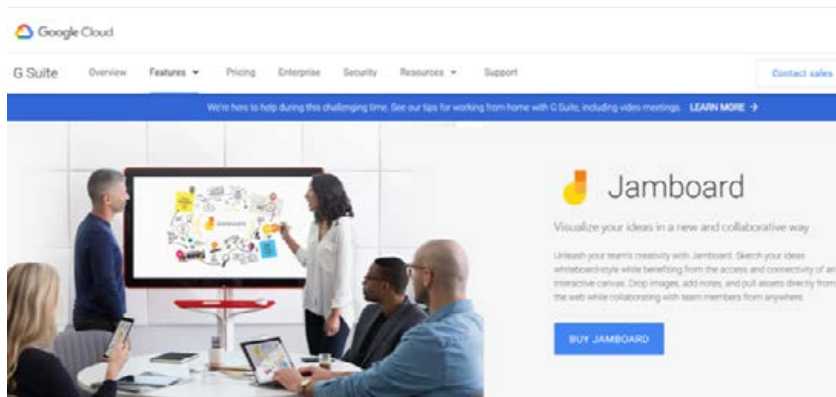 Google Cloud
G Suite Overview Features Pricing Enterprise Security Resources Support Contact sales
We're here to help during this challenging time. See our tips for working from home with G Suite, including video meetings. LEARN MORE →
Jamboard
Visualize your ideas in a new and collaborative way
Unleash your team's creativity with Jamboard. Sketch your ideas
whiteboard-style while benefiting from the access and connectivity of an
interactive canvas. Drop images, add notes, and pull assets directly from
the web while collaborating with team members from anywhere.
BUY JAMBOARD
JAMBOARD